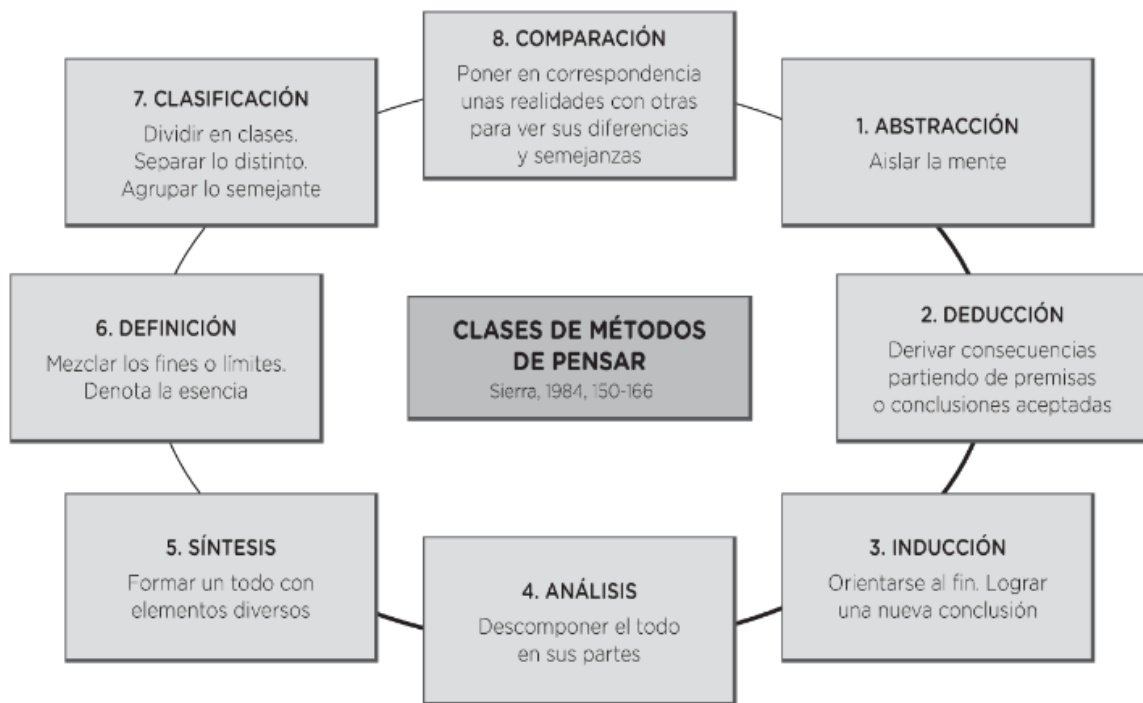 8. COMPARACIÓN
Poner en correspondencia
unas realidades con otras
para ver sus diferencias
y semejanzas
1. ABSTRACCIÓN
Aislar la mente
2. DEDUCCIÓN
Derivar consecuencias
partiendo de premisas
o conclusiones aceptadas
3. INDUCCIÓN
Orientarse al fin. Lograr
una nueva conclusión
4. ANÁLISIS
Descomponer el todo
en sus partes
5. SÍNTESIS
Formar un todo con
elementos diversos
6. DEFINICIÓN
Mezclar los fines o límites.
Denota la esencia
7. CLASIFICACIÓN
Dividir en clases.
Separar lo distinto.
Agrupar lo semejante
CLASES DE MÉTODOS
DE PENSAR
Sierra, 1984, 150-166